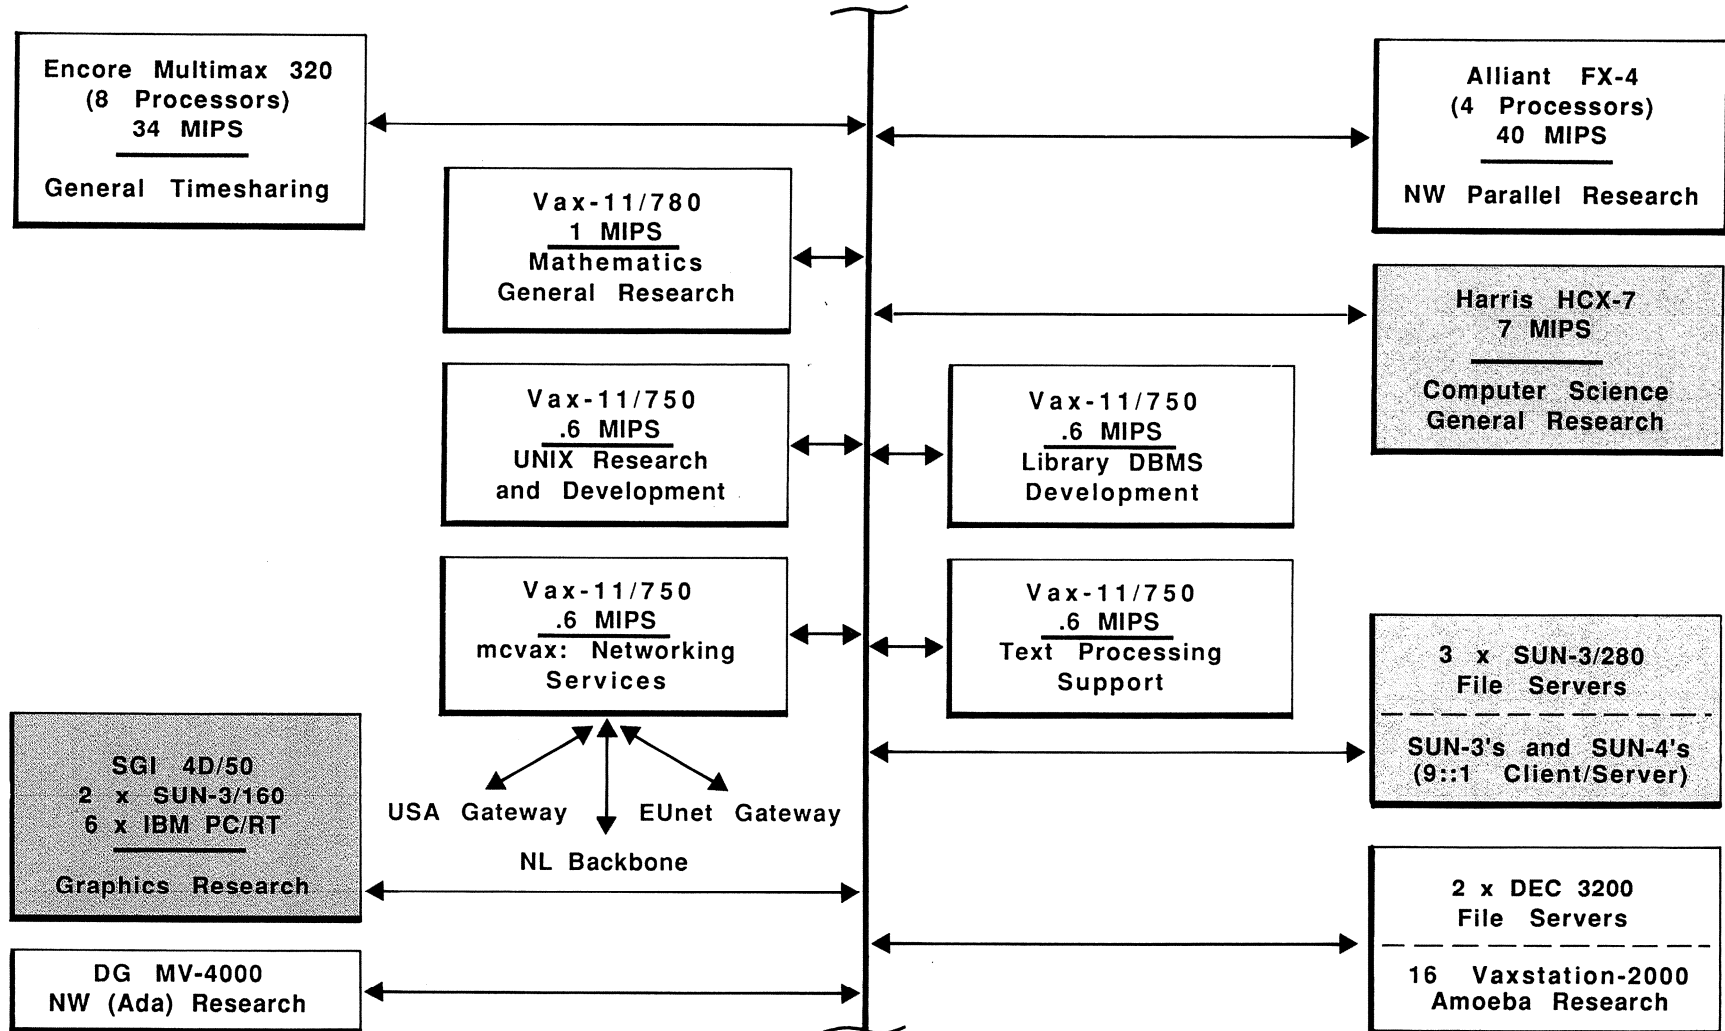 Encore Multimax 320
(8 Processors)
34 MIPS
General Timesharing
Alliant FX-4
(4 Processors)
40 MIPS
NW Parallel Research
Vax-11/780
1 MIPS
Mathematics
General Research
Harris HCX-7
7 MIPS
Computer Science
General Research
Vax-11/750
.6 MIPS
UNIX Research
and Development
Vax-11/750
.6 MIPS
Library DBMS
Development
Vax-11/750
.6 MIPS
mcvax: Networking
Services
Vax-11/750
.6 MIPS
Text Processing
Support
3 x SUN-3/280
File Servers
SUN-3's and SUN-4's
(9::1 Client/Server)
SGI 4D/50
2 x SUN-3/160
6 x IBM PC/RT
Graphics Research
USA Gateway
EUnet Gateway
NL Backbone
2 x DEC 3200
File Servers
16 Vaxstation-2000
Amoeba Research
DG MV-4000
NW (Ada) Research